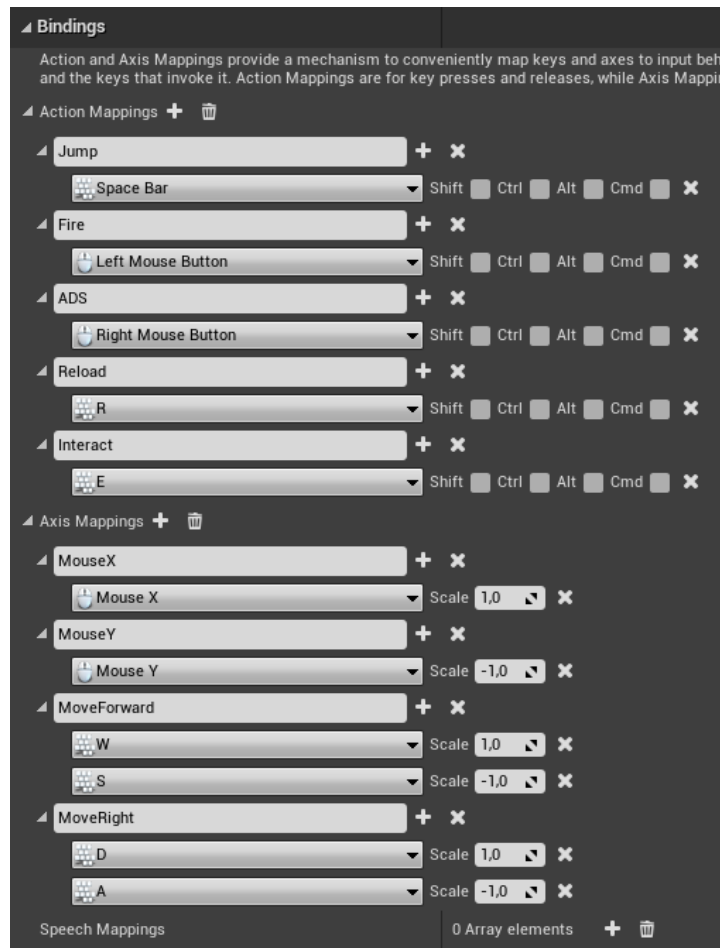 Bindings
Action and Axis Mappings provide a mechanism to conveniently map keys and axes to input beh
and the keys that invoke it. Action Mappings are for key presses and releases, while Axis Mappi
Action Mappings
Jump
Space Bar Shift Ctrl Alt Cmd
Fire
Left Mouse Button Shift Ctrl Alt Cmd
ADS
Right Mouse Button Shift Ctrl Alt Cmd
Reload
R Shift Ctrl Alt Cmd
Interact
E Shift Ctrl Alt Cmd
Axis Mappings
MouseX
Mouse X Scale 1,0
MouseY
Mouse Y Scale -1,0
MoveForward
W Scale 1,0
S Scale -1,0
MoveRight
D Scale 1,0
A Scale -1,0
Speech Mappings 0 Array elements